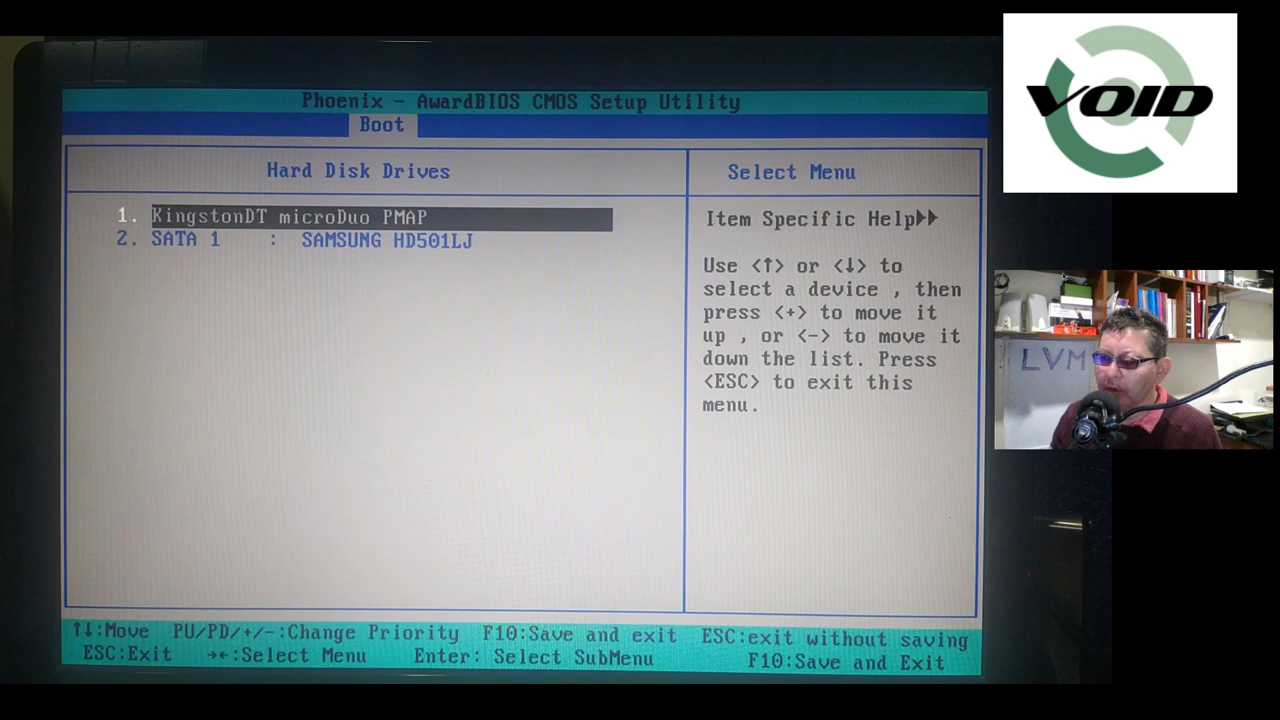 Phoenix - AwardBIOS CMOS Setup Utility
Boot
Hard Disk Drives
Select Menu
1. KingstonDT microDuo PMAP
2. SATA 1 : SAMSUNG HD501LJ
Item Specific Help▶▶
Use <↑> or <↓> to
select a device , then
press <+> to move it
up , or <-> to move it
down the list. Press
<ESC> to exit this
menu.
↑↓:Move PU/PD/+/-:Change Priority F10:Save and exit ESC:exit without saving
ESC:Exit →←:Select Menu Enter: Select SubMenu F10:Save and Exit
VOID
LVM